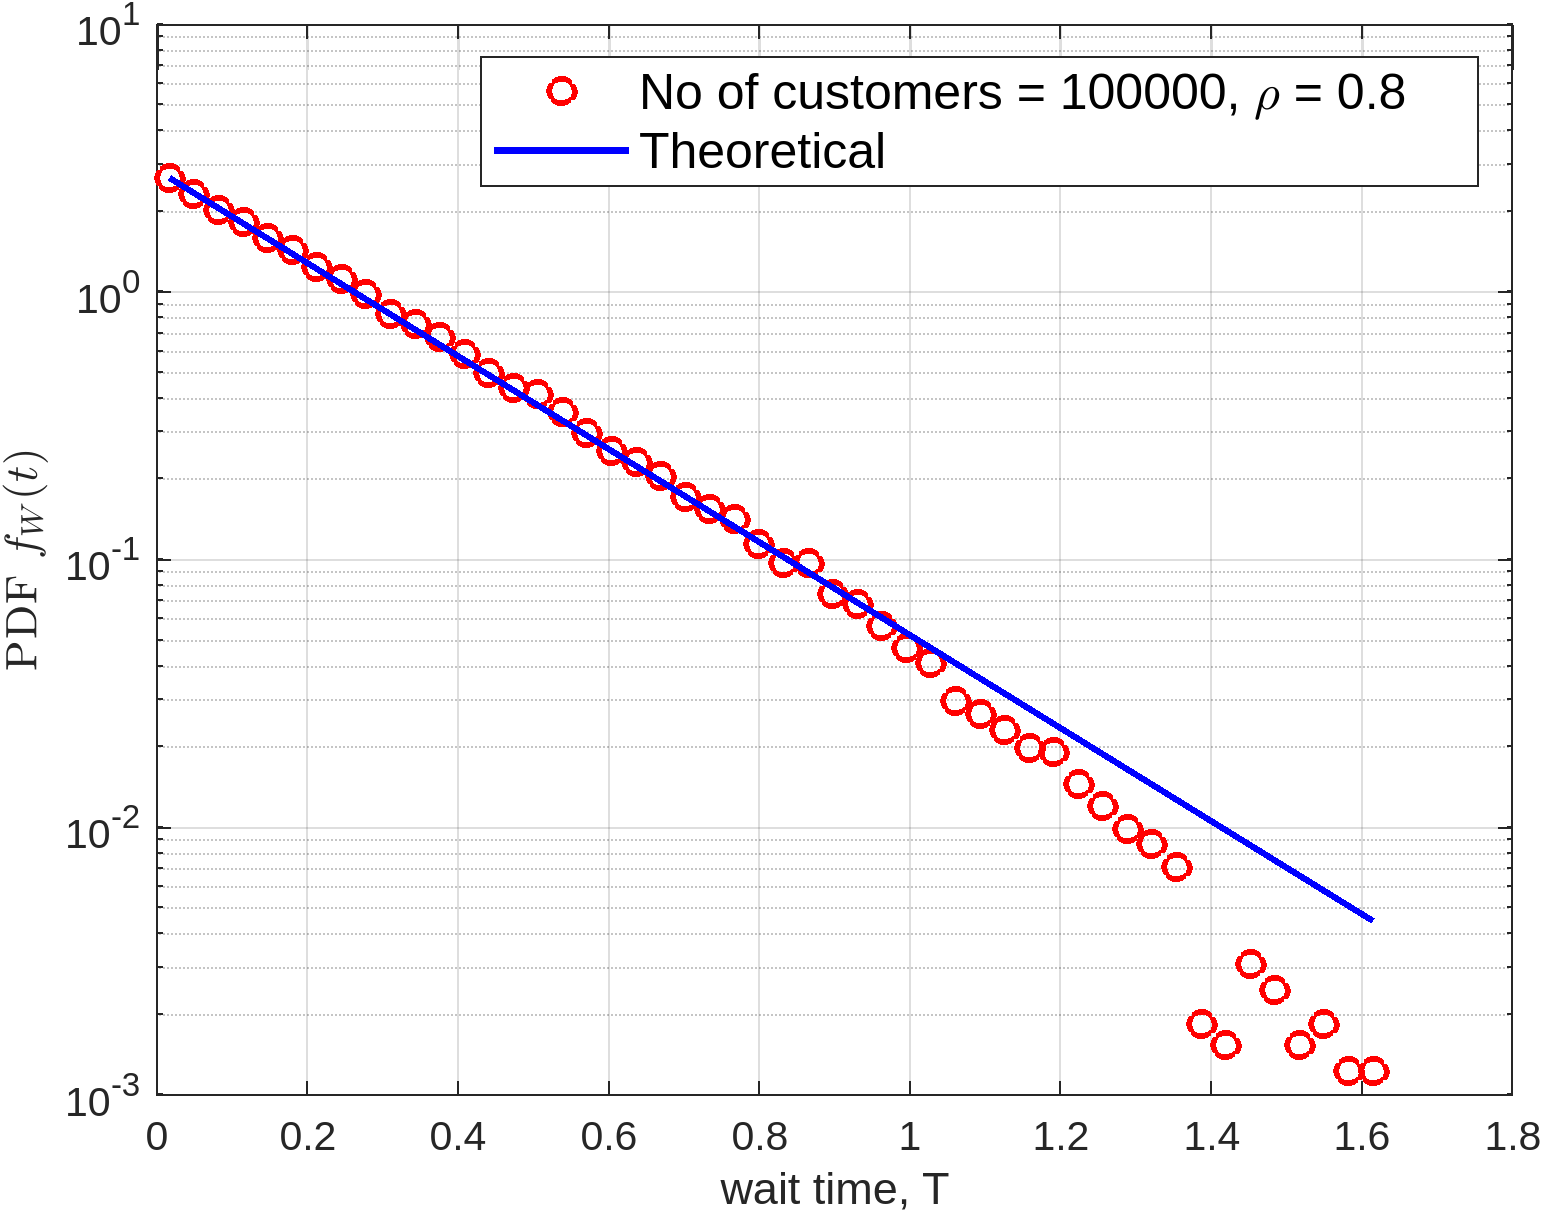 10^1
10^0
10^-1
10^-2
10^-3
PDF f_W(t)
No of customers = 100000, ρ = 0.8
Theoretical
0 0.2 0.4 0.6 0.8 1 1.2 1.4 1.6 1.8
wait time, T